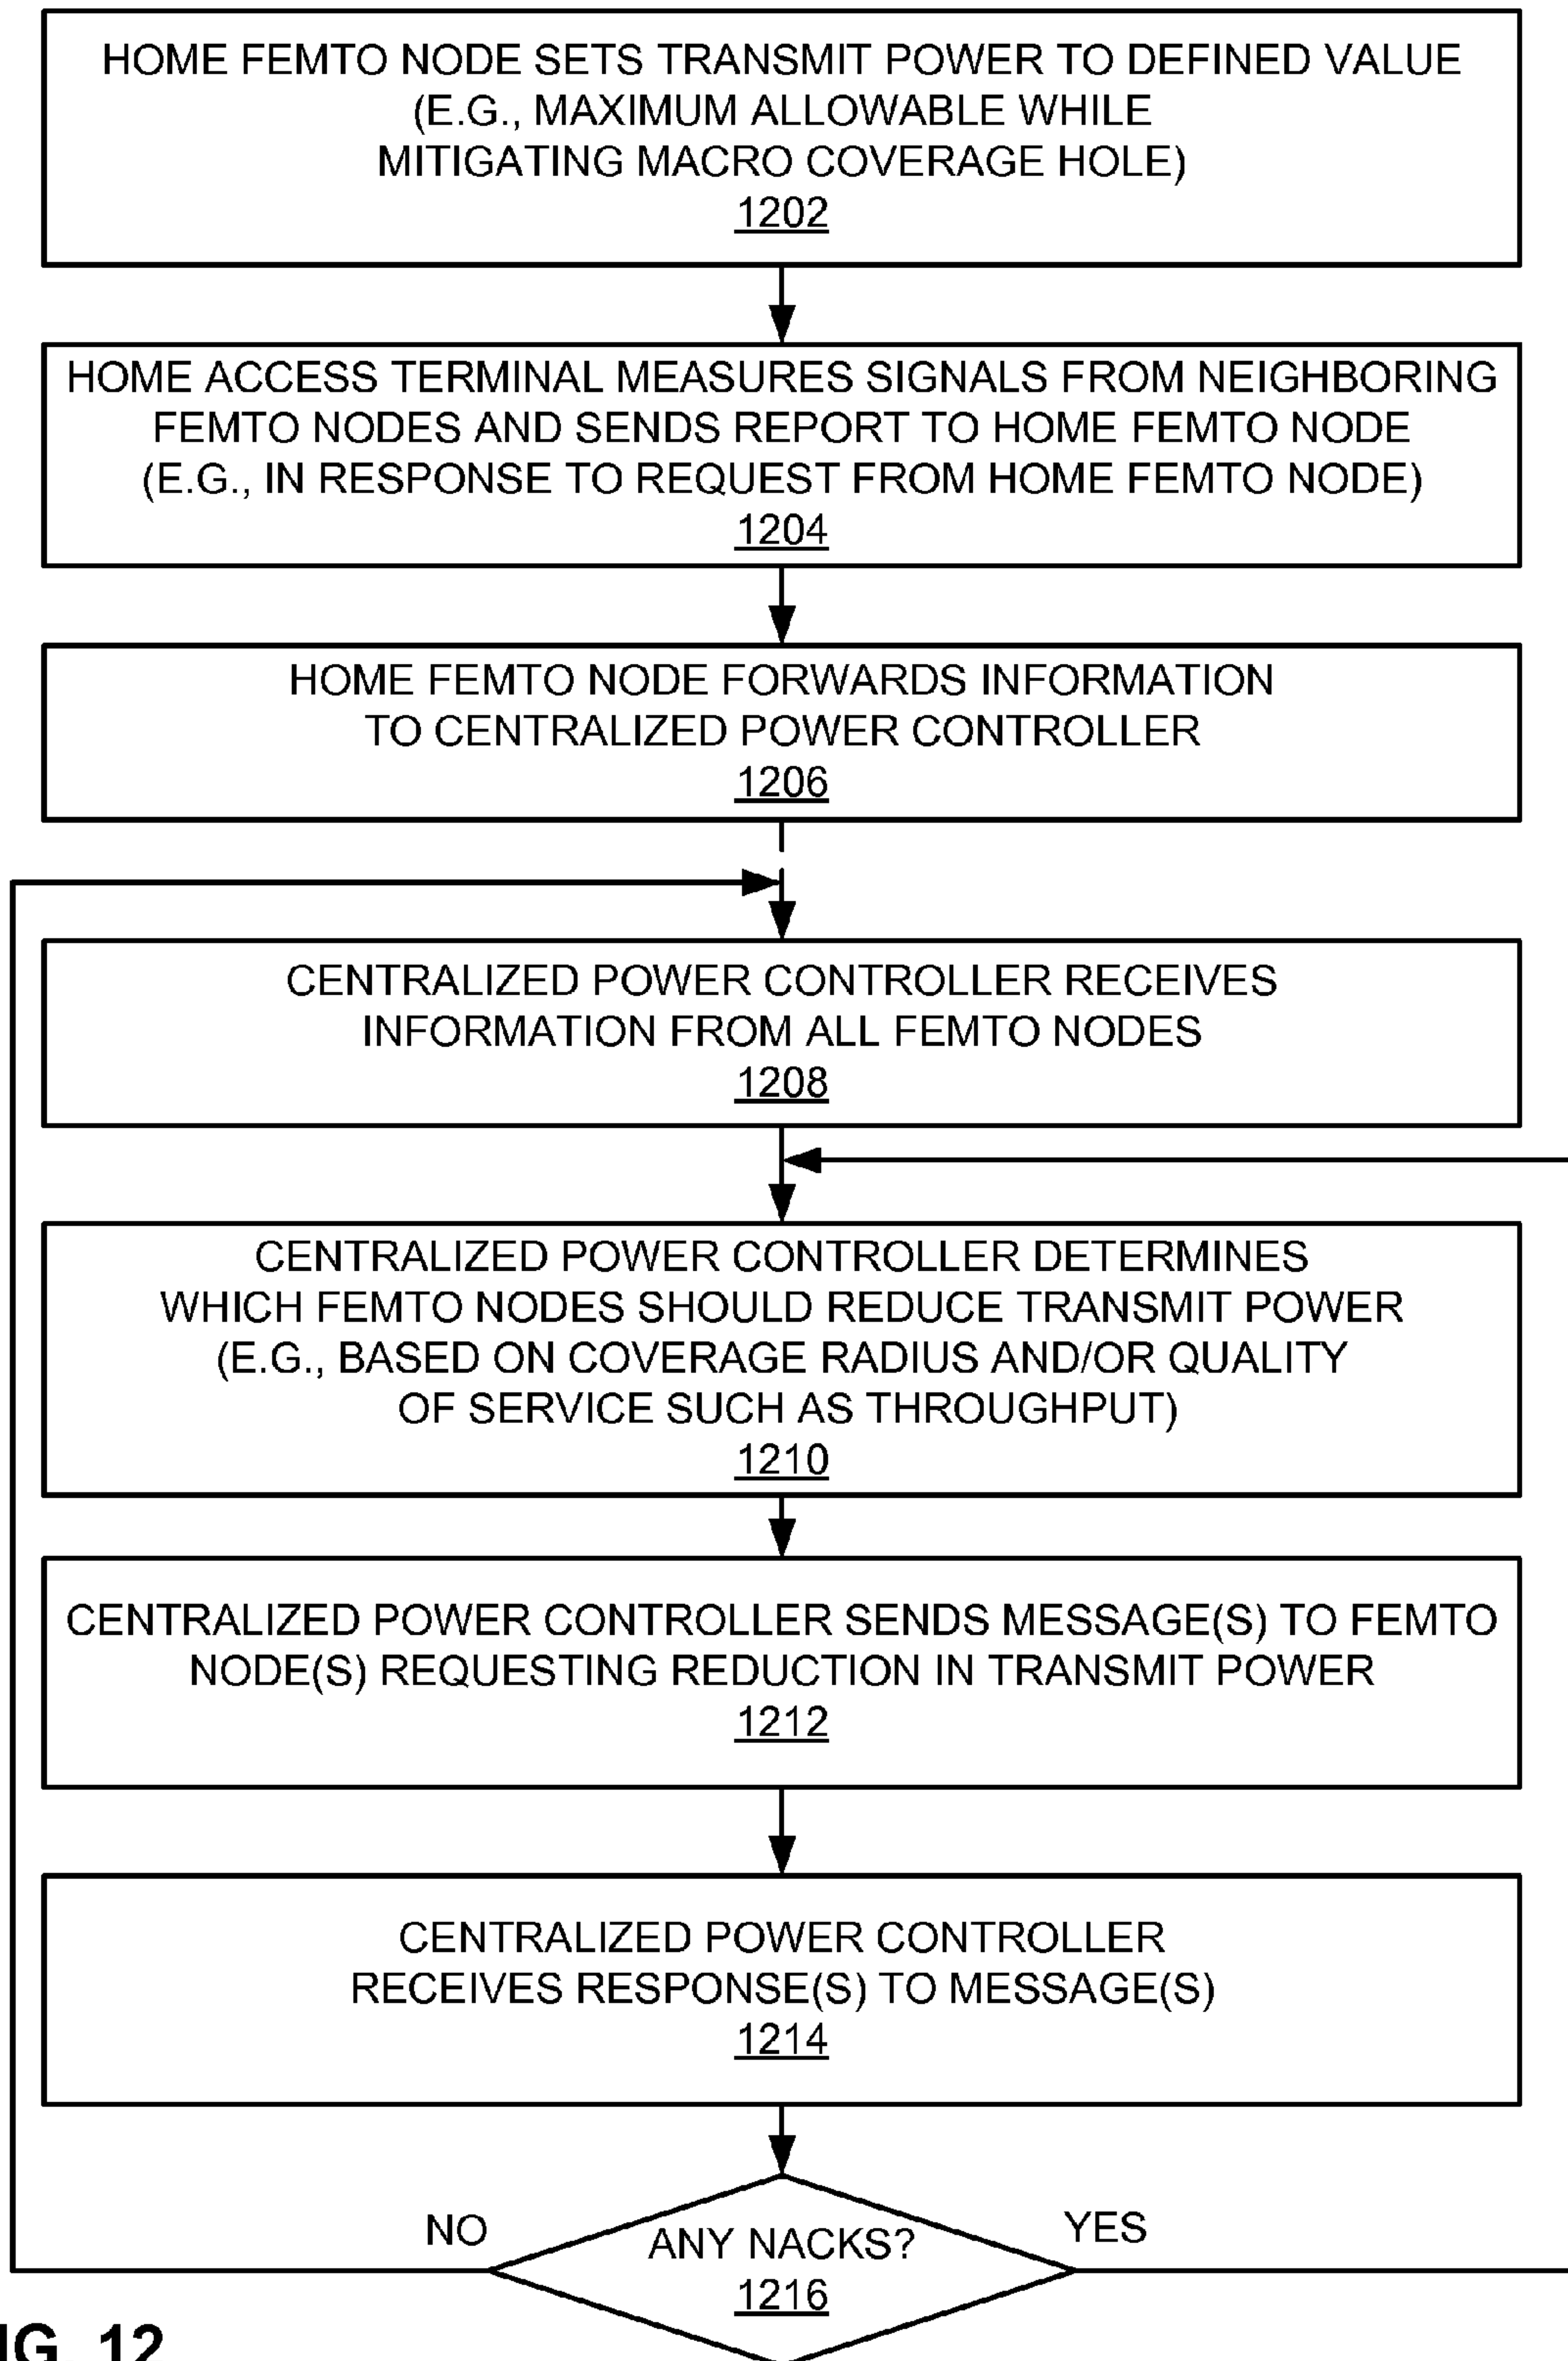 HOME FEMTO NODE SETS TRANSMIT POWER TO DEFINED VALUE
(E.G., MAXIMUM ALLOWABLE WHILE
MITIGATING MACRO COVERAGE HOLE)
1202
HOME ACCESS TERMINAL MEASURES SIGNALS FROM NEIGHBORING
FEMTO NODES AND SENDS REPORT TO HOME FEMTO NODE
(E.G., IN RESPONSE TO REQUEST FROM HOME FEMTO NODE)
1204
HOME FEMTO NODE FORWARDS INFORMATION
TO CENTRALIZED POWER CONTROLLER
1206
CENTRALIZED POWER CONTROLLER RECEIVES
INFORMATION FROM ALL FEMTO NODES
1208
CENTRALIZED POWER CONTROLLER DETERMINES
WHICH FEMTO NODES SHOULD REDUCE TRANSMIT POWER
(E.G., BASED ON COVERAGE RADIUS AND/OR QUALITY
OF SERVICE SUCH AS THROUGHPUT)
1210
CENTRALIZED POWER CONTROLLER SENDS MESSAGE(S) TO FEMTO
NODE(S) REQUESTING REDUCTION IN TRANSMIT POWER
1212
CENTRALIZED POWER CONTROLLER
RECEIVES RESPONSE(S) TO MESSAGE(S)
1214
NO
YES
ANY NACKS?
1216
12